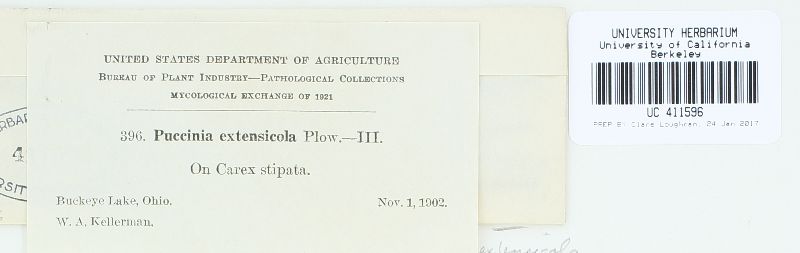 UNITED STATES DEPARTMENT OF AGRICULTURE
BUREAU OF PLANT INDUSTRY—PATHOLOGICAL COLLECTIONS
MYCOLOGICAL EXCHANGE OF 1921
396. Puccinia extensicola Plow.—III.
On Carex stipata.
Buckeye Lake, Ohio.
Nov. 1, 1902.
W. A. Kellerman.
UNIVERSITY HERBARIUM
University of California
Berkeley
UC 411596
PREP BY Clare Loughran, 24 Jan 2017
extensicola